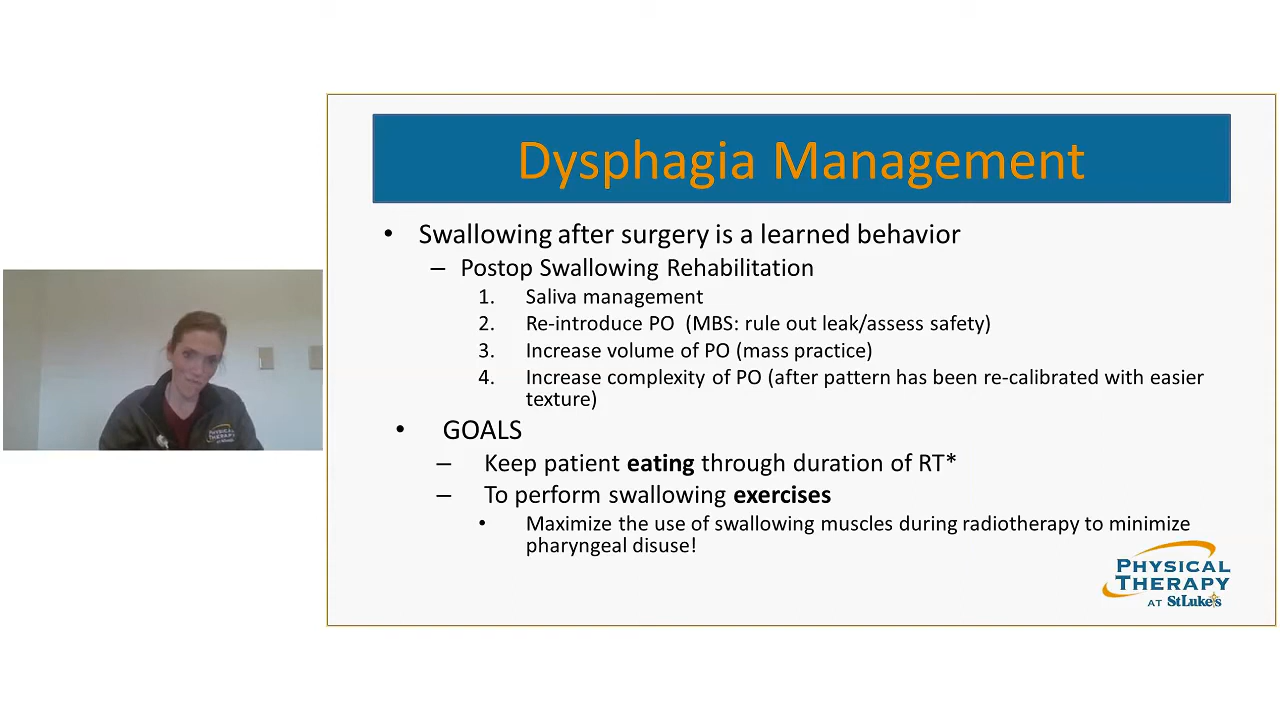 Dysphagia Management
• Swallowing after surgery is a learned behavior
– Postop Swallowing Rehabilitation
1. Saliva management
2. Re-introduce PO (MBS: rule out leak/assess safety)
3. Increase volume of PO (mass practice)
4. Increase complexity of PO (after pattern has been re-calibrated with easier
texture)
• GOALS
– Keep patient eating through duration of RT*
– To perform swallowing exercises
• Maximize the use of swallowing muscles during radiotherapy to minimize
pharyngeal disuse!
PHYSICAL
THERAPY
AT StLuke's
PHYSICAL
THERAPY